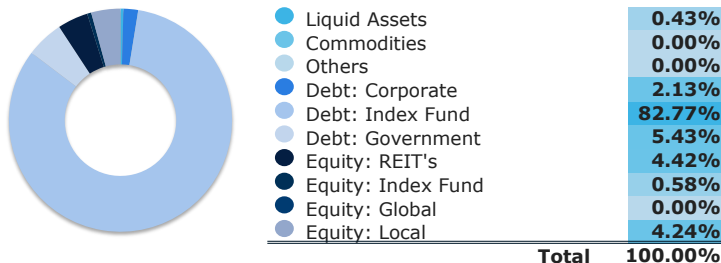 Liquid Assets 0.43%
Commodities 0.00%
Others 0.00%
Debt: Corporate 2.13%
Debt: Index Fund 82.77%
Debt: Government 5.43%
Equity: REIT's 4.42%
Equity: Index Fund 0.58%
Equity: Global 0.00%
Equity: Local 4.24%
Total 100.00%